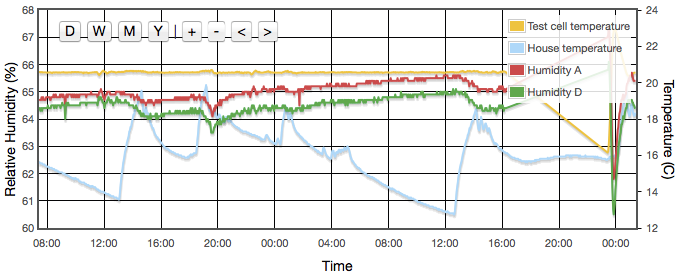 68
67
66
65
64
63
62
61
60
Relative Humidity (%)
D W M Y | + - < >
Test cell temperature
House temperature
Humidity A
Humidity D
24
22
20
18
16
14
12
Temperature (C)
08:00 12:00 16:00 20:00 00:00 04:00 08:00 12:00 16:00 20:00 00:00
Time